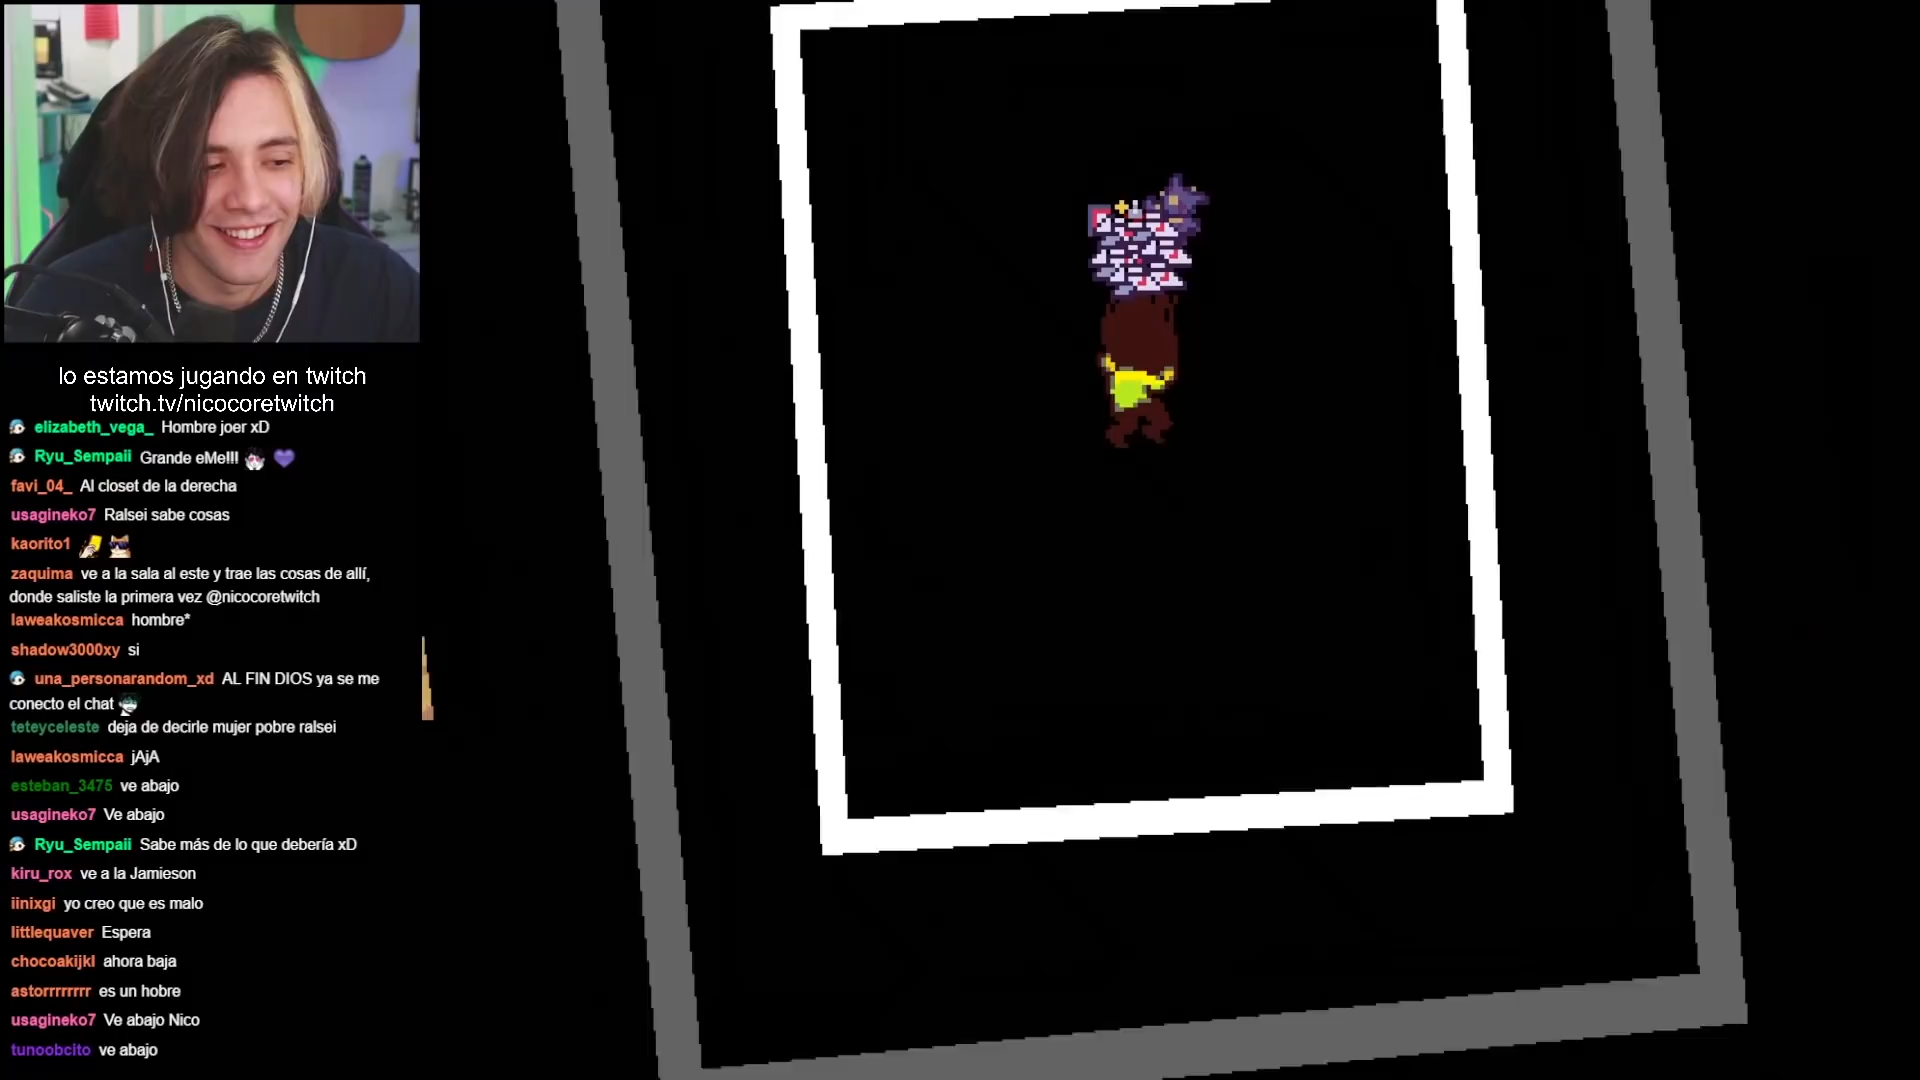 lo estamos jugando en twitch
twitch.tv/nicocoretwitch
elizabeth_vega_ Hombre joer xD
Ryu_Sempaii Grande eMe!!!
favi_04_ Al closet de la derecha
usagineko7 Ralsei sabe cosas
kaorito1
zaquima ve a la sala al este y trae las cosas de allí,
donde saliste la primera vez @nicocoretwitch
laweakosmicca hombre*
shadow3000xy si
una_personarandom_xd AL FIN DIOS ya se me
conecto el chat
teteyceleste deja de decirle mujer pobre ralsei
laweakosmicca jAjA
esteban_3475 ve abajo
usagineko7 Ve abajo
Ryu_Sempaii Sabe más de lo que debería xD
kiru_rox ve a la Jamieson
iinixgi yo creo que es malo
littlequaver Espera
chocoakijkl ahora baja
astorrrrrrrr es un hobre
usagineko7 Ve abajo Nico
tunoobcito ve abajo